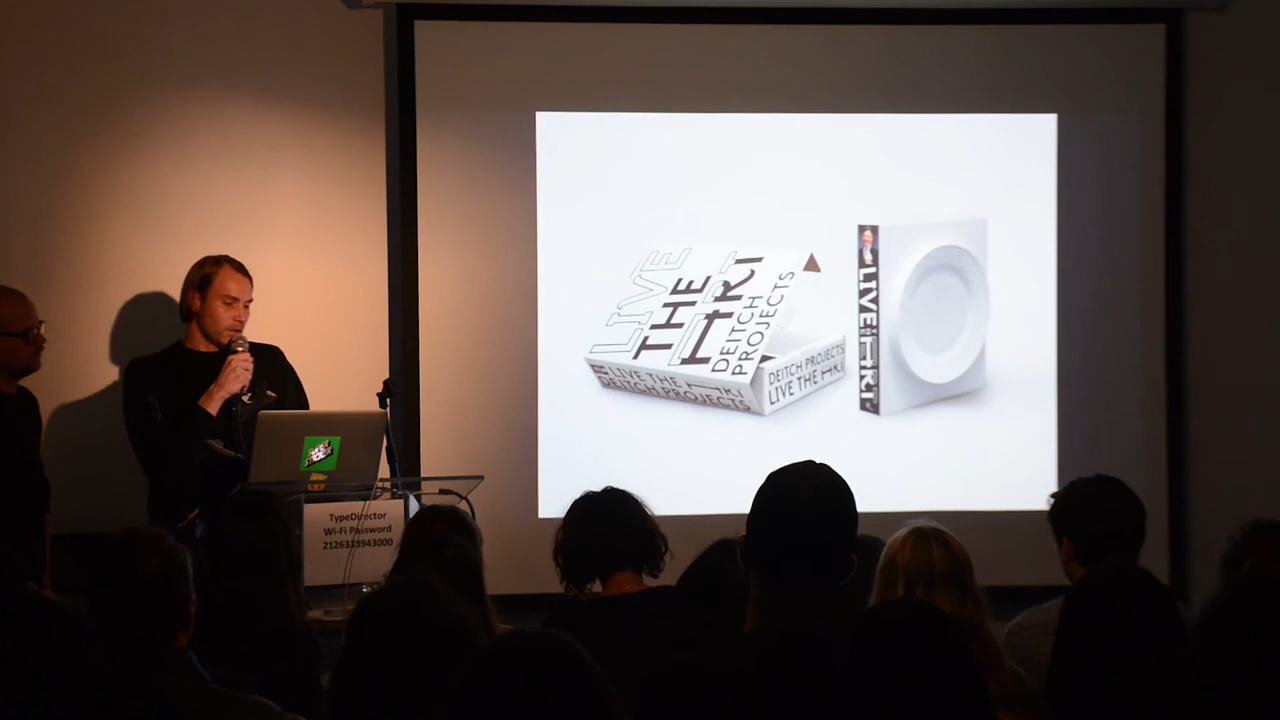 LIVE
THE
ART
DEITCH
PROJECTS
LIVE THE ART
DEITCH PROJECTS
DEITCH PROJECTS
LIVE THE ART
LIVE THE ART
TypeDirector
Wi-Fi Password